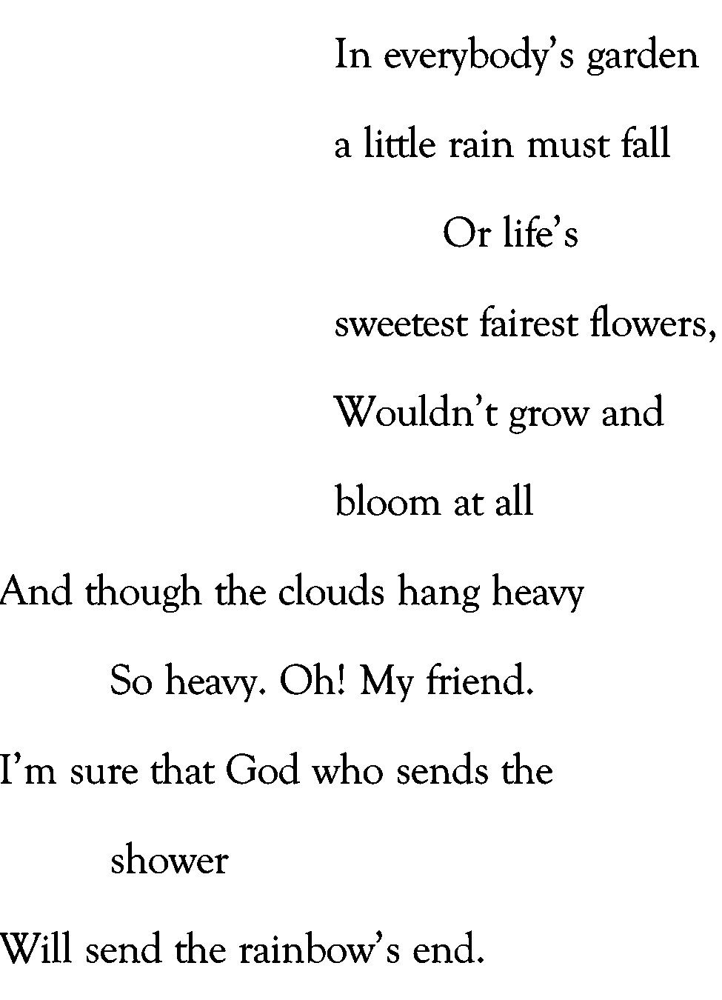 In everybody’s garden
a little rain must fall
Or life’s
sweetest fairest flowers,
Wouldn’t grow and
bloom at all
And though the clouds hang heavy
So heavy. Oh! My friend.
I’m sure that God who sends the
shower
Will send the rainbow’s end.